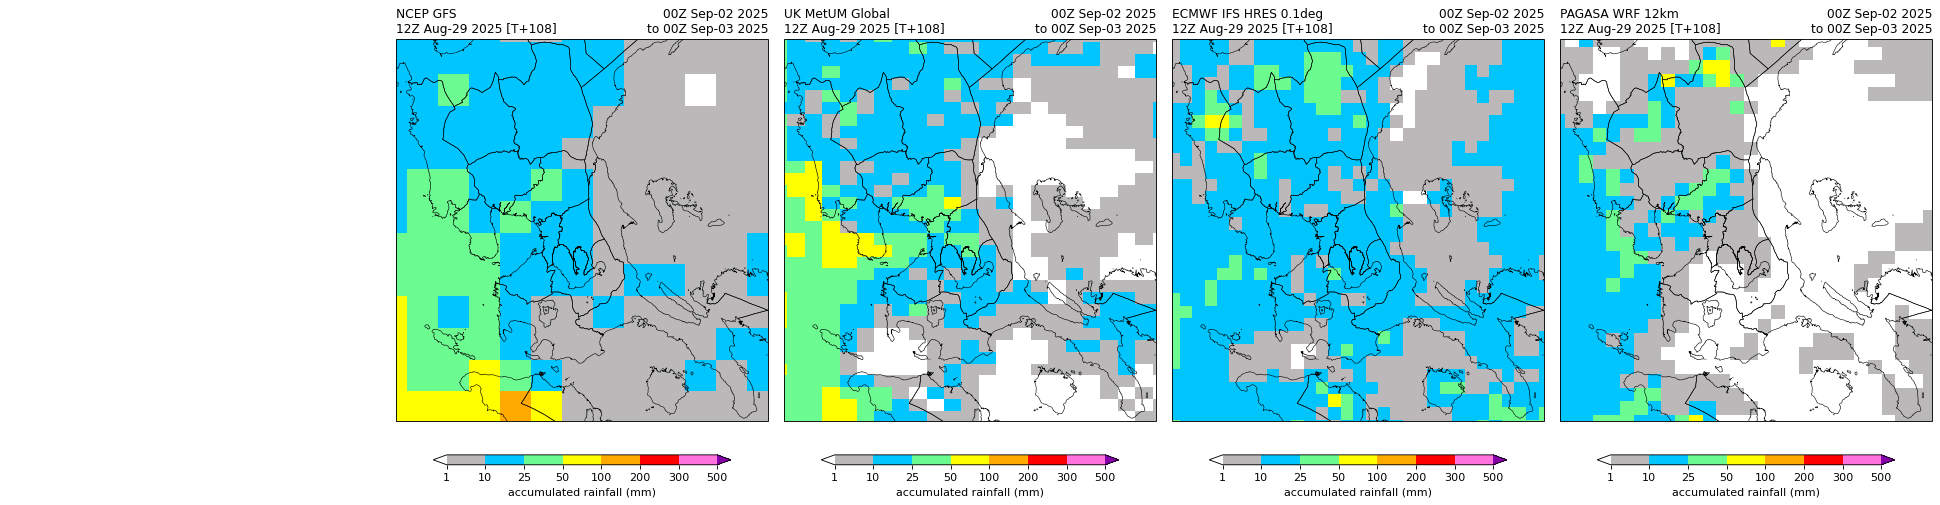 NCEP GFS 00Z Sep-02 2025
12Z Aug-29 2025 [T+108] to 00Z Sep-03 2025
UK MetUM Global 00Z Sep-02 2025
12Z Aug-29 2025 [T+108] to 00Z Sep-03 2025
ECMWF IFS HRES 0.1deg 00Z Sep-02 2025
12Z Aug-29 2025 [T+108] to 00Z Sep-03 2025
PAGASA WRF 12km 00Z Sep-02 2025
12Z Aug-29 2025 [T+108] to 00Z Sep-03 2025
1 10 25 50 100 200 300 500
accumulated rainfall (mm)
1 10 25 50 100 200 300 500
accumulated rainfall (mm)
1 10 25 50 100 200 300 500
accumulated rainfall (mm)
1 10 25 50 100 200 300 500
accumulated rainfall (mm)